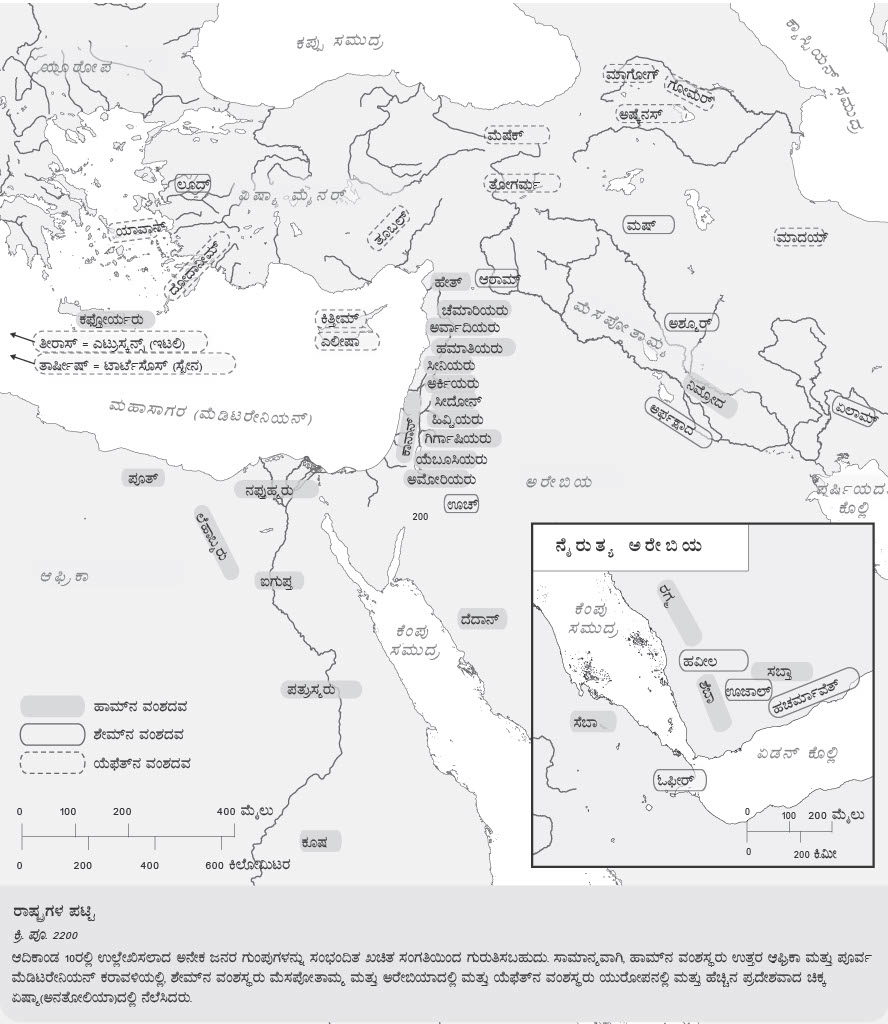 ಕಪ್ಪು ಸಮುದ್ರ
ಕ್ಯಾಸ್ಪಿಯನ್ ಸಮುದ್ರ
ಯೂರೋಪ
ಮಾಗೋಗ್
ಗೋಮೆರ್
ಅಷ್ಕೆನಸ್
ಮೆಷೆಕ್
ತೋಗರ್ಮ
ಲೂದ್
ಏಷ್ಯಾ ಮೈನರ್
ಯಾವಾನ್
ದೋದಾನಿಮ್
ತೂಬಲ್
ಮಷ್
ಮಾದಯ್
ಹೇತ್
ಆರಾಮ್
ಕಫ್ತೋರ್ಯರು
ಕಿತ್ತೀಮ್
ಎಲೀಷಾ
ಚೆಮಾರಿಯರು
ಅರ್ವಾದಿಯರು
ಹಮಾತಿಯರು
ಸೀನಿಯರು
ಅರ್ಕಿಯರು
ಸೀದೋನ್
ಹಿವ್ವಿಯರು
ಗಿರ್ಗಾಷಿಯರು
ಯೆಬೂಸಿಯರು
ಅಮೋರಿಯರು
ಕಾನಾನ್
ಮೆಸಪೋತಾಮ್ಯ
ಅಶ್ಶೂರ್
ನಿಮ್ರೋದ
ಅರ್ಪಕ್ಷಾದ
ಏಲಾಮ್
ತೀರಾಸ್ = ಎಟ್ರುಸ್ಕನ್ಸ್ (ಇಟಲಿ)
ತಾರ್ಷೀಷ್ = ಟಾರ್ಟೆಸೊಸ್ (ಸ್ಪೇನ)
ಮಹಾಸಾಗರ (ಮೆಡಿಟರೇನಿಯನ್)
ಪೂತ್
ನಫ್ತುಹ್ಯರು
ಲೆಹಾಬ್ಯರು
ಊಚ್
200
ಅರೇಬಿಯ
ಪರ್ಷಿಯದ
ಕೊಲ್ಲಿ
ಆಫ್ರಿಕಾ
ಐಗುಪ್ತ
ಕೆಂಪು
ಸಮುದ್ರ
ದೆದಾನ್
ಪತ್ರುಸ್ಯರು
ಕೂಷ
ನೈರುತ್ಯ ಅರೇಬಿಯ
ಕೆಂಪು
ಸಮುದ್ರ
ರಗ್ಮ
ಹವೀಲ
ಸಬ್ತಾ
ಶೆಬಾ
ಊಜಾಲ್
ಹಚರ್ಮಾವೆತ್
ಸೆಬಾ
ಏಡನ್ ಕೊಲ್ಲಿ
ಓಫೀರ್
0 100 200 ಮೈಲು
0 200 ಕಿಮೀ
ಹಾಮ್‌ನ ವಂಶದವ
ಶೇಮ್‌ನ ವಂಶದವ
ಯೆಫೆತ್‌ನ ವಂಶದವ
0 100 200 400 ಮೈಲು
0 200 400 600 ಕಿಲೋಮಿಟರ
ರಾಷ್ಟ್ರಗಳ ಪಟ್ಟಿ
ಕ್ರಿ. ಪೂ. 2200
ಆದಿಕಾಂಡ 10ರಲ್ಲಿ ಉಲ್ಲೇಖಿಸಲಾದ ಅನೇಕ ಜನರ ಗುಂಪುಗಳನ್ನು ಸಂಭಂದಿತ ಖಚಿತ ಸಂಗತಿಯಿಂದ ಗುರುತಿಸಬಹುದು. ಸಾಮಾನ್ಯವಾಗಿ, ಹಾಮ್‌ನ ವಂಶಸ್ಥರು ಉತ್ತರ ಆಫ್ರಿಕಾ ಮತ್ತು ಪೂರ್ವ
ಮೆಡಿಟರೇನಿಯನ್ ಕರಾವಳಿಯಲ್ಲಿ, ಶೇಮ್‌ನ ವಂಶಸ್ಥರು ಮೆಸಪೋತಾಮ್ಯ ಮತ್ತು ಅರೇಬಿಯಾದಲ್ಲಿ ಮತ್ತು ಯೆಫೆತ್‌ನ ವಂಶಸ್ಥರು ಯುರೋಪನಲ್ಲಿ ಮತ್ತು ಹೆಚ್ಚಿನ ಪ್ರದೇಶವಾದ ಚಿಕ್ಕ
ಏಷ್ಯಾ(ಅನತೋಲಿಯಾ)ದಲ್ಲಿ ನೆಲೆಸಿದರು.